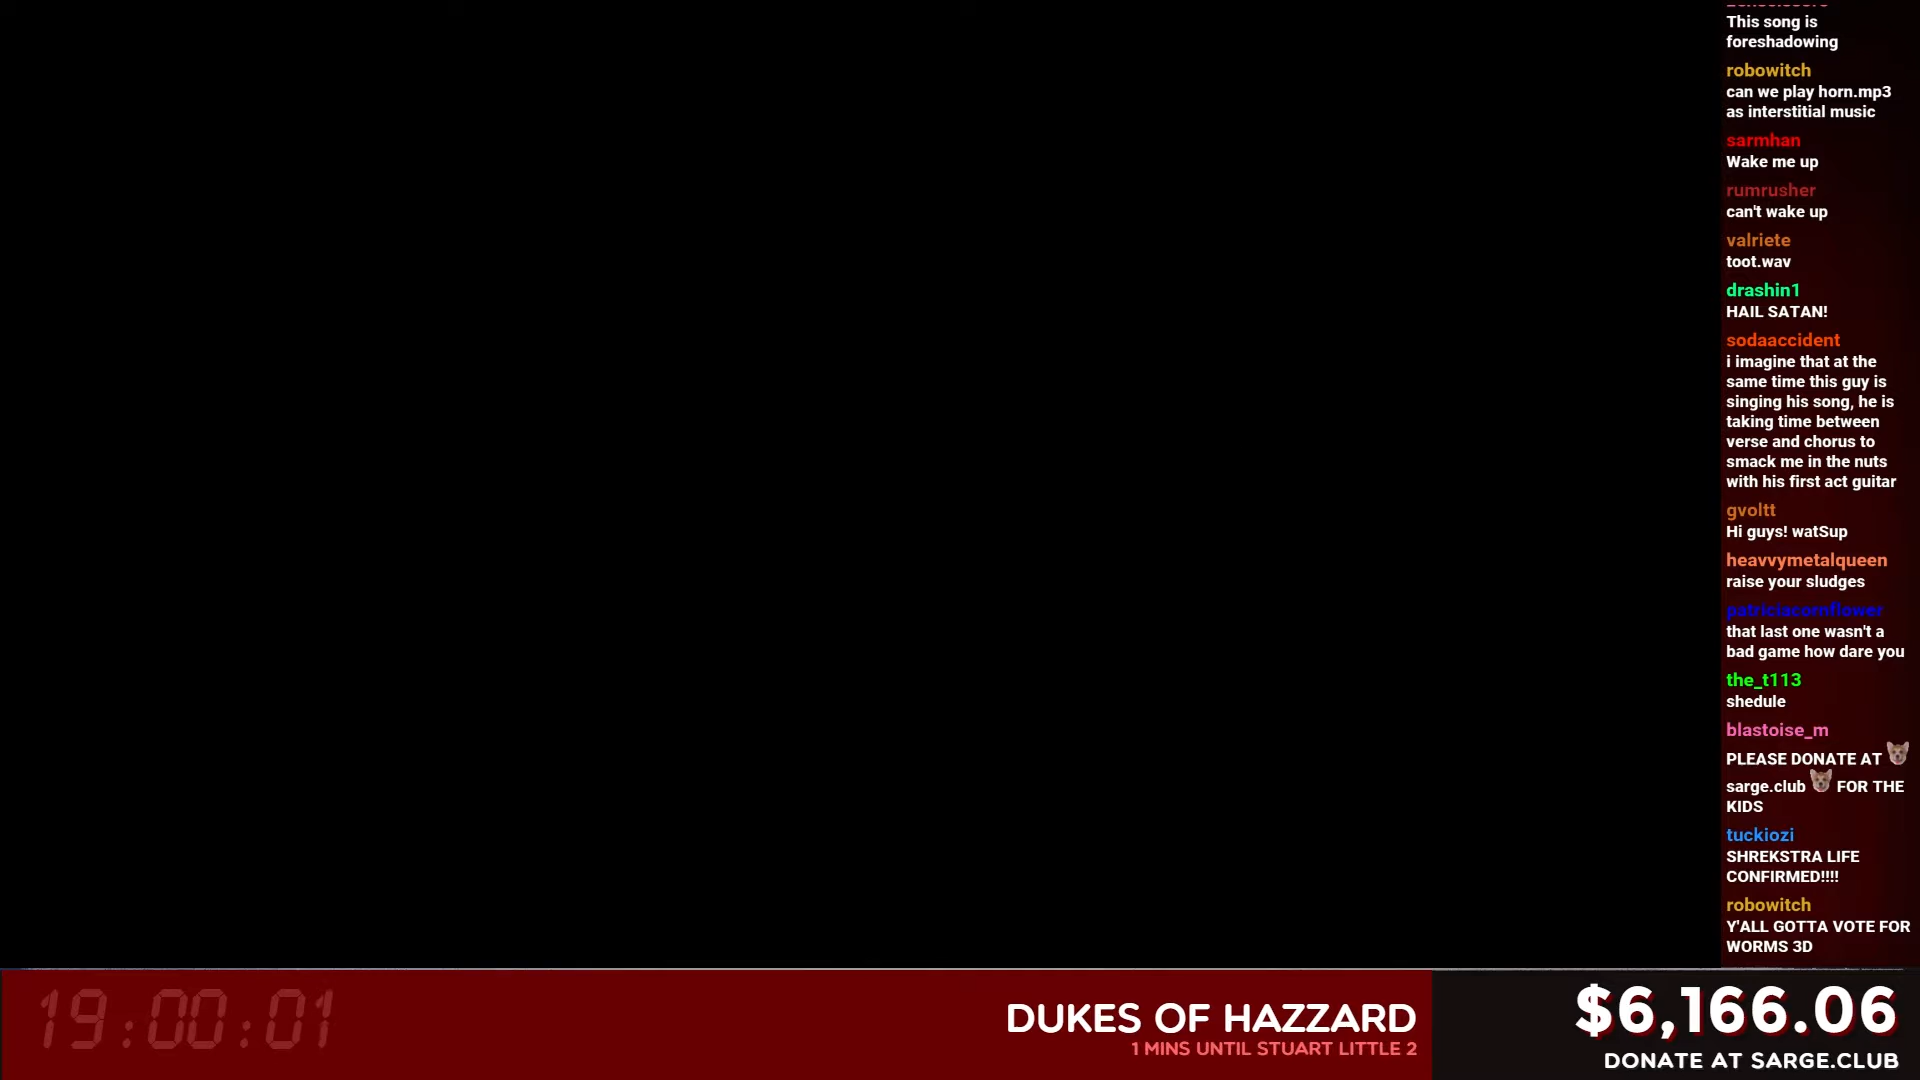 This song is
foreshadowing
robowitch
can we play horn.mp3
as interstitial music
sarmhan
Wake me up
rumrusher
can't wake up
valriete
toot.wav
drashin1
HAIL SATAN!
sodaaccident
i imagine that at the
same time this guy is
singing his song, he is
taking time between
verse and chorus to
smack me in the nuts
with his first act guitar
gvoltt
Hi guys! watSup
heavvymetalqueen
raise your sludges
patriciacornflower
that last one wasn't a
bad game how dare you
the_t113
shedule
blastoise_m
PLEASE DONATE AT
sarge.club FOR THE
KIDS
tuckiozi
SHREKSTRA LIFE
CONFIRMED!!!!
robowitch
Y'ALL GOTTA VOTE FOR
WORMS 3D
19:00:01
DUKES OF HAZZARD
1 MINS UNTIL STUART LITTLE 2
$6,166.06
DONATE AT SARGE.CLUB